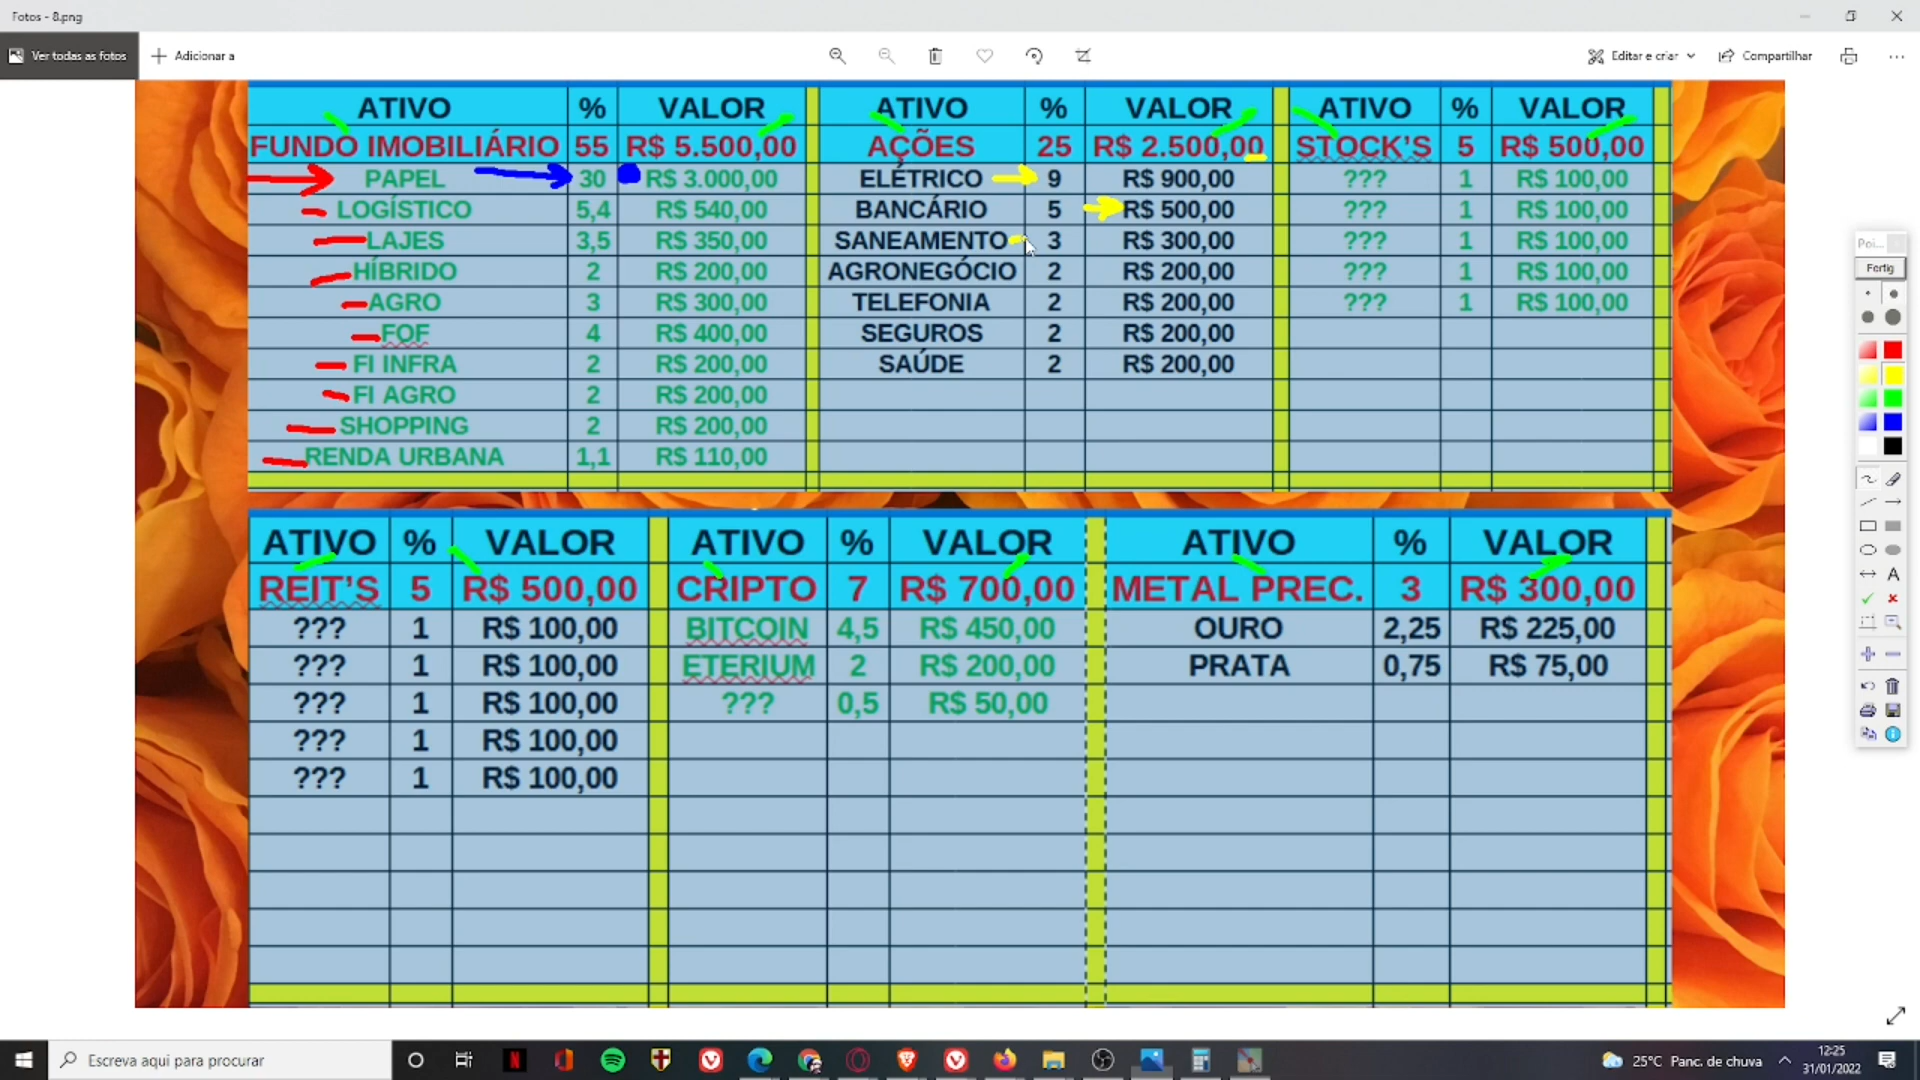 Fotos - 8.png
Ver todas as fotos
Adicionar a
Editar e criar
Compartilhar
ATIVO % VALOR ATIVO % VALOR ATIVO % VALOR
FUNDO IMOBILIÁRIO 55 R$ 5.500,00 AÇÕES 25 R$ 2.500,00 STOCK'S 5 R$ 500,00
PAPEL 30 R$ 3.000,00 ELÉTRICO 9 R$ 900,00 ??? 1 R$ 100,00
LOGÍSTICO 5,4 R$ 540,00 BANCÁRIO 5 R$ 500,00 ??? 1 R$ 100,00
LAJES 3,5 R$ 350,00 SANEAMENTO 3 R$ 300,00 ??? 1 R$ 100,00
HÍBRIDO 2 R$ 200,00 AGRONEGÓCIO 2 R$ 200,00 ??? 1 R$ 100,00
AGRO 3 R$ 300,00 TELEFONIA 2 R$ 200,00 ??? 1 R$ 100,00
FOF 4 R$ 400,00 SEGUROS 2 R$ 200,00
FI INFRA 2 R$ 200,00 SAÚDE 2 R$ 200,00
FI AGRO 2 R$ 200,00
SHOPPING 2 R$ 200,00
RENDA URBANA 1,1 R$ 110,00
ATIVO % VALOR ATIVO % VALOR ATIVO % VALOR
REIT'S 5 R$ 500,00 CRIPTO 7 R$ 700,00 METAL PREC. 3 R$ 300,00
??? 1 R$ 100,00 BITCOIN 4,5 R$ 450,00 OURO 2,25 R$ 225,00
??? 1 R$ 100,00 ETERIUM 2 R$ 200,00 PRATA 0,75 R$ 75,00
??? 1 R$ 100,00 ??? 0,5 R$ 50,00
??? 1 R$ 100,00
??? 1 R$ 100,00
Poi...
Fertig
A
Escreva aqui para procurar
25°C Panc. de chuva
12:25
31/01/2022